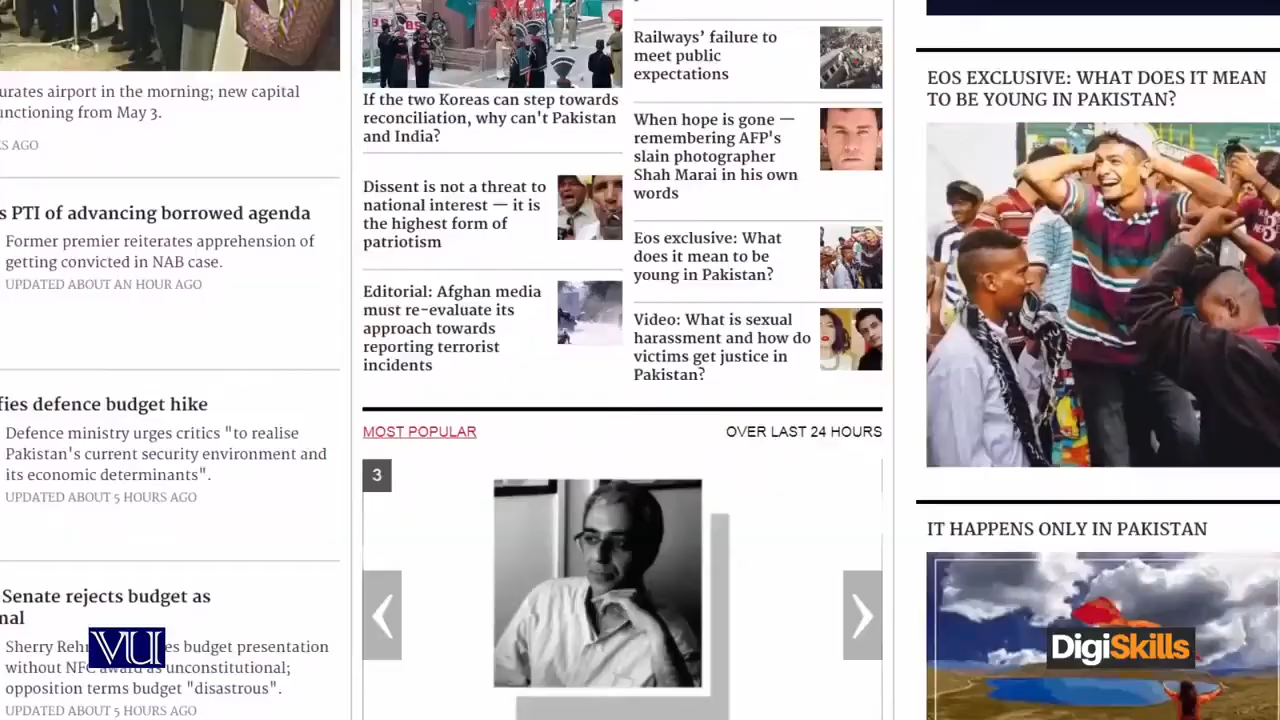 urates airport in the morning; new capital
unctioning from May 3.
S AGO
s PTI of advancing borrowed agenda
Former premier reiterates apprehension of
getting convicted in NAB case.
UPDATED ABOUT AN HOUR AGO
fies defence budget hike
Defence ministry urges critics "to realise
Pakistan's current security environment and
its economic determinants".
UPDATED ABOUT 5 HOURS AGO
Senate rejects budget as
nal
Sherry Reh es budget presentation
without NFC award as unconstitutional;
opposition terms budget "disastrous".
UPDATED ABOUT 5 HOURS AGO
VU
If the two Koreas can step towards
reconciliation, why can't Pakistan
and India?
Dissent is not a threat to
national interest — it is
the highest form of
patriotism
Editorial: Afghan media
must re-evaluate its
approach towards
reporting terrorist
incidents
Railways’ failure to
meet public
expectations
When hope is gone —
remembering AFP's
slain photographer
Shah Marai in his own
words
Eos exclusive: What
does it mean to be
young in Pakistan?
Video: What is sexual
harassment and how do
victims get justice in
Pakistan?
MOST POPULAR OVER LAST 24 HOURS
3
EOS EXCLUSIVE: WHAT DOES IT MEAN
TO BE YOUNG IN PAKISTAN?
IT HAPPENS ONLY IN PAKISTAN
DigiSkills